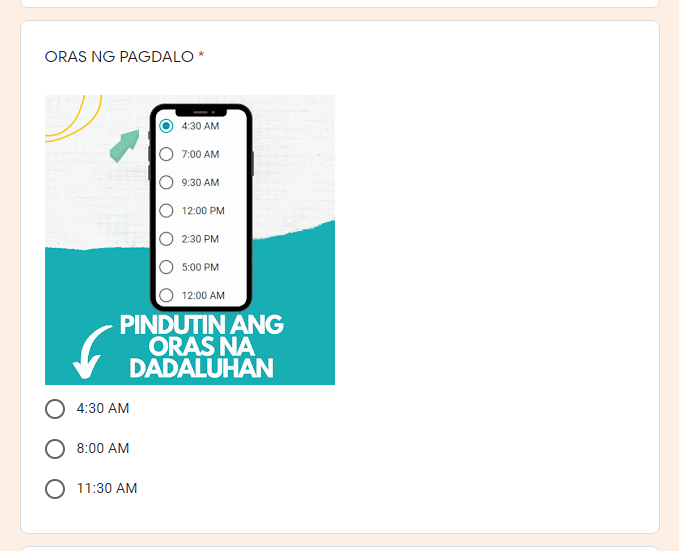 ORAS NG PAGDALO *
4:30 AM
7:00 AM
9:30 AM
12:00 PM
2:30 PM
5:00 PM
12:00 AM
PINDUTIN ANG
ORAS NA
DADALUHAN
4:30 AM
8:00 AM
11:30 AM